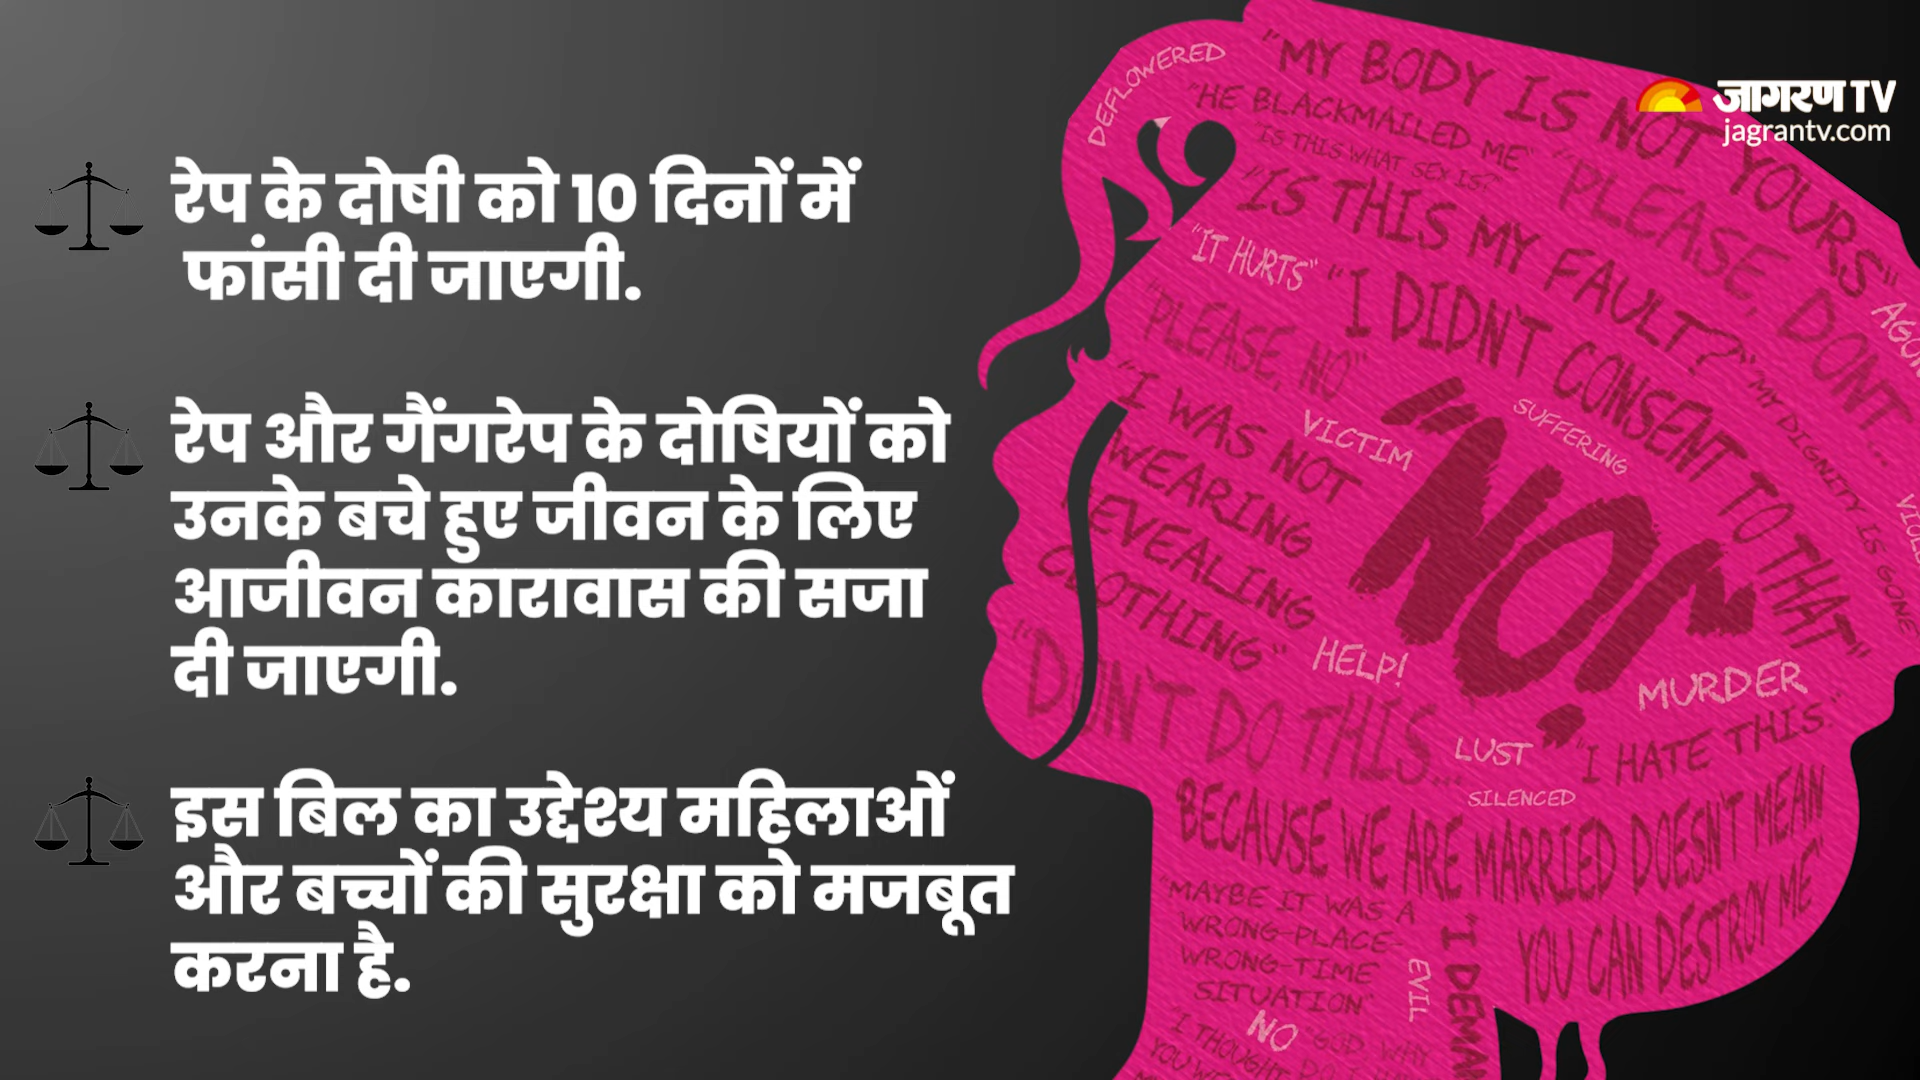 रेप के दोषी को 10 दिनों में
फांसी दी जाएगी.
रेप और गैंगरेप के दोषियों को
उनके बचे हुए जीवन के लिए
आजीवन कारावास की सजा
दी जाएगी.
इस बिल का उद्देश्य महिलाओं
और बच्चों की सुरक्षा को मजबूत
करना है.
जागरण TV
jagrantv.com
DEFLOWERED
"MY BODY IS NOT YOURS"
"HE BLACKMAILED ME"
"IS THIS WHAT SEX IS?"
"PLEASE, DON'T...
"IS THIS MY FAULT?"
"IT HURTS"
"I DIDN'T CONSENT TO THAT"
"PLEASE, NO"
"MY DIGNITY IS GONE
"I WAS NOT
WEARING
REVEALING
CLOTHING"
VICTIM
SUFFERING
"NO!"
HELP!
MURDER
"DON'T DO THIS...
LUST
"I HATE THIS."
SILENCED
BECAUSE WE ARE MARRIED DOESN'T MEAN
YOU CAN DESTROY ME"
"MAYBE IT WAS A
WRONG-PLACE-
WRONG-TIME
SITUATION"
EVIL
NO
"GOD, WHY
I THOUGHT